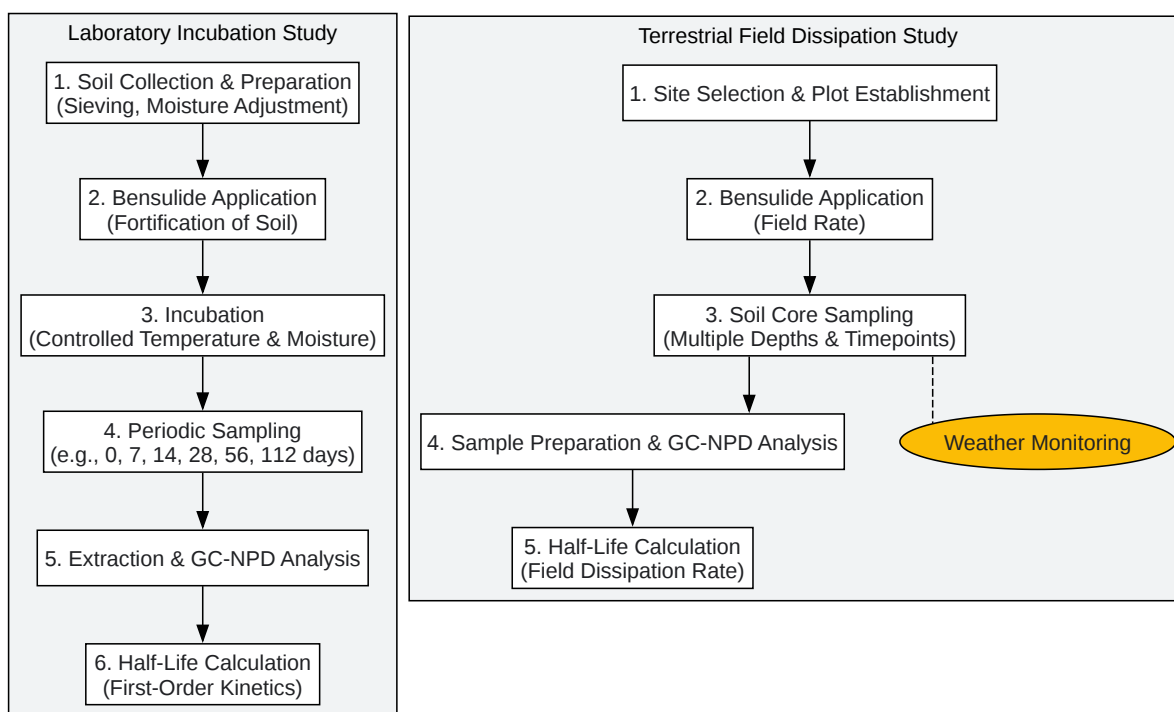 Laboratory Incubation Study
1. Soil Collection & Preparation
(Sieving, Moisture Adjustment)
2. Bensulide Application
(Fortification of Soil)
3. Incubation
(Controlled Temperature & Moisture)
4. Periodic Sampling
(e.g., 0, 7, 14, 28, 56, 112 days)
5. Extraction & GC-NPD Analysis
6. Half-Life Calculation
(First-Order Kinetics)
Terrestrial Field Dissipation Study
1. Site Selection & Plot Establishment
2. Bensulide Application
(Field Rate)
3. Soil Core Sampling
(Multiple Depths & Timepoints)
4. Sample Preparation & GC-NPD Analysis
Weather Monitoring
5. Half-Life Calculation
(Field Dissipation Rate)